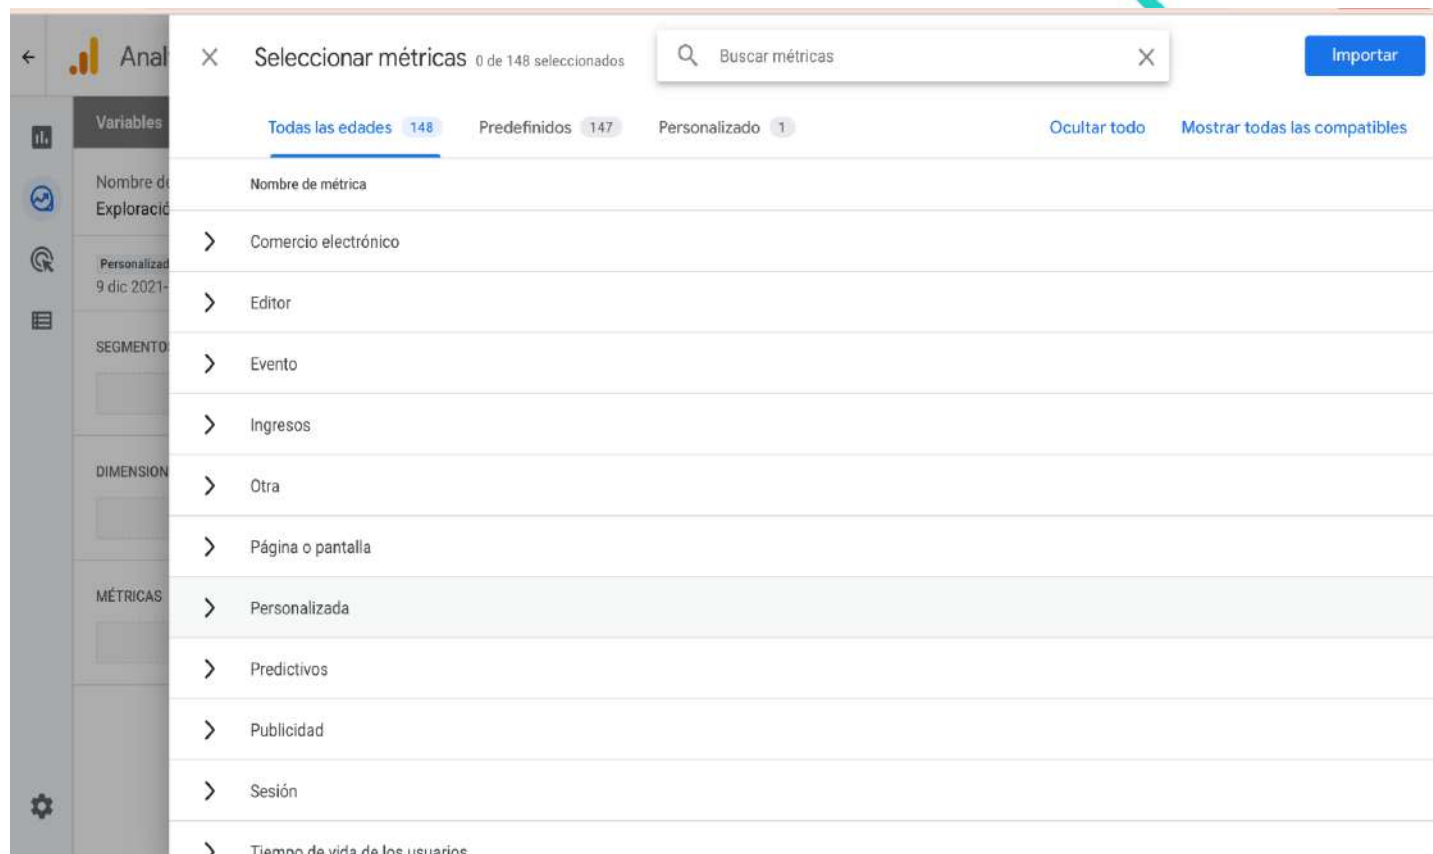 Anal
Seleccionar métricas 0 de 148 seleccionados
Buscar métricas
Importar
Variables
Todas las edades 148
Predefinidos 147
Personalizado 1
Ocultar todo
Mostrar todas las compatibles
Nombre de
Exploració
Nombre de métrica
Comercio electrónico
Personalizad
9 dic 2021-
Editor
SEGMENTOS
Evento
Ingresos
DIMENSION
Otra
Página o pantalla
MÉTRICAS
Personalizada
Predictivos
Publicidad
Sesión
Tiempo de vida de los usuarios